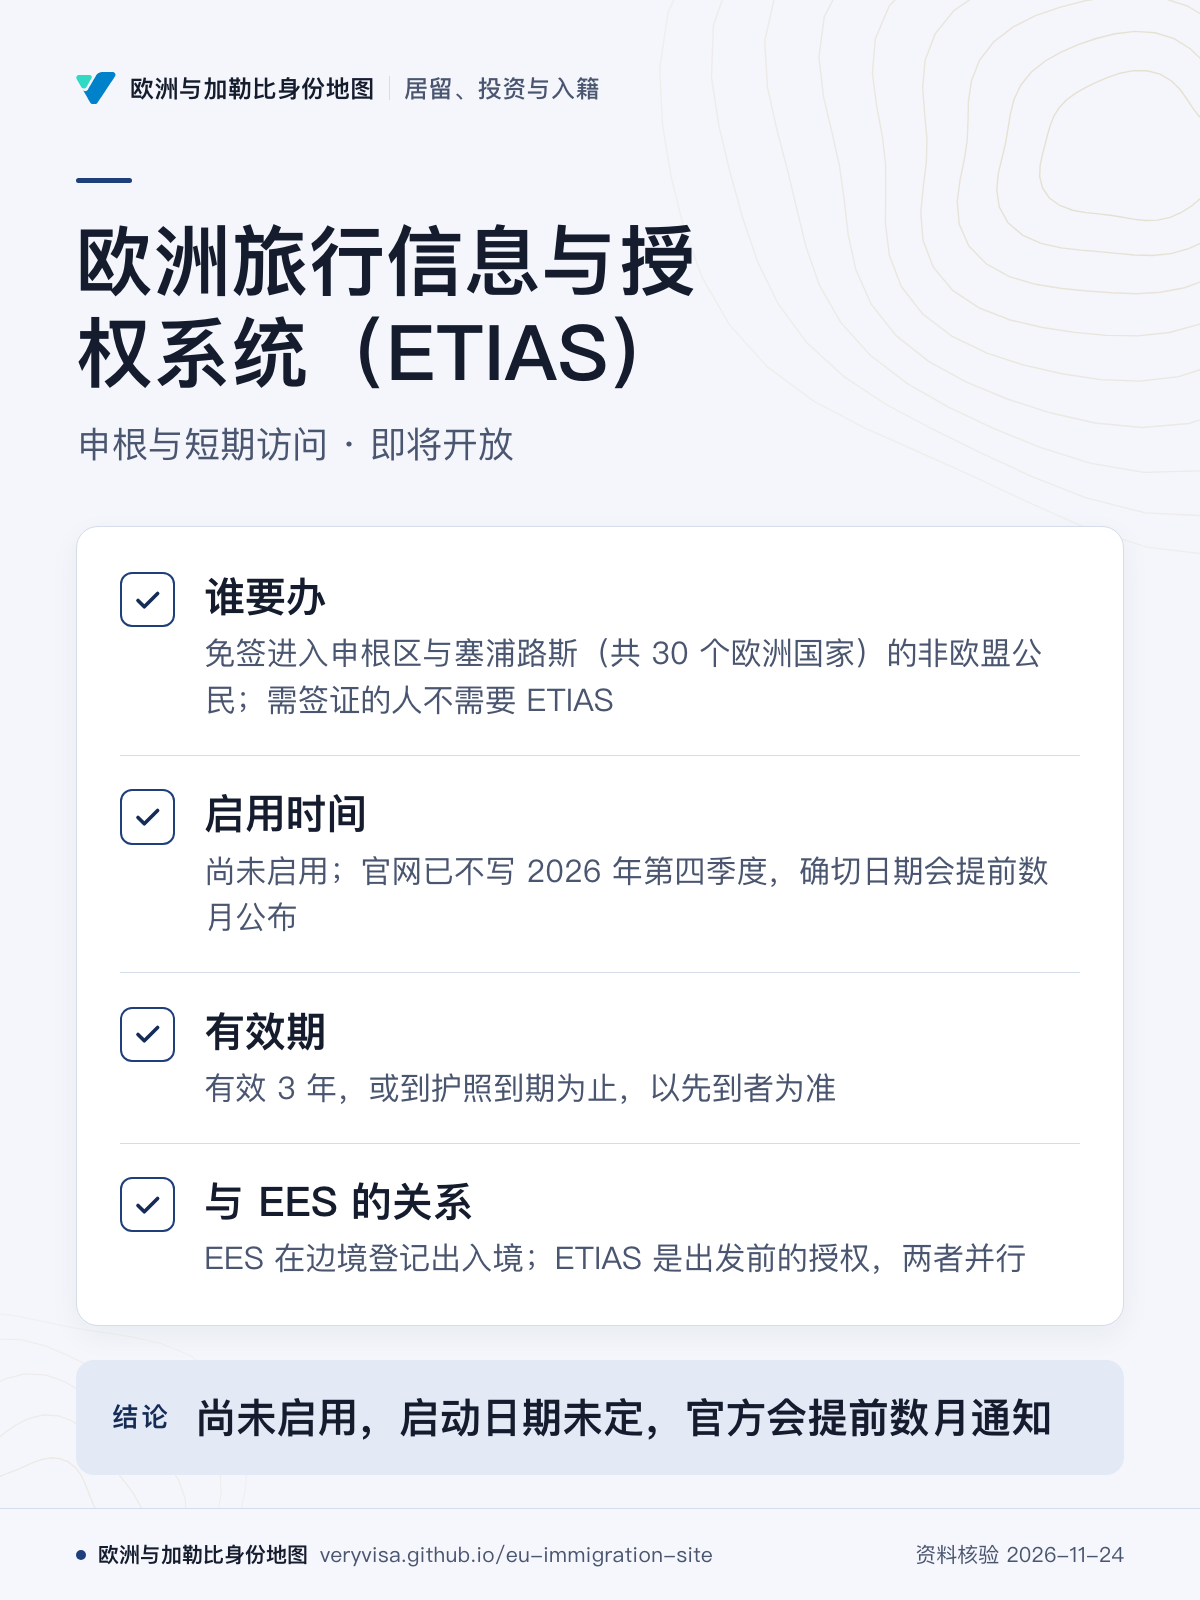 欧洲与加勒比身份地图 居留、投资与入籍
欧洲旅行信息与授
权系统（ETIAS）
申根与短期访问 · 即将开放
谁要办
免签进入申根区与塞浦路斯（共 30 个欧洲国家）的非欧盟公
民；需签证的人不需要 ETIAS
启用时间
尚未启用；官网已不写 2026 年第四季度，确切日期会提前数
月公布
有效期
有效 3 年，或到护照到期为止，以先到者为准
与 EES 的关系
EES 在边境登记出入境；ETIAS 是出发前的授权，两者并行
结论 尚未启用，启动日期未定，官方会提前数月通知
欧洲与加勒比身份地图 veryvisa.github.io/eu-immigration-site 资料核验 2026-11-24